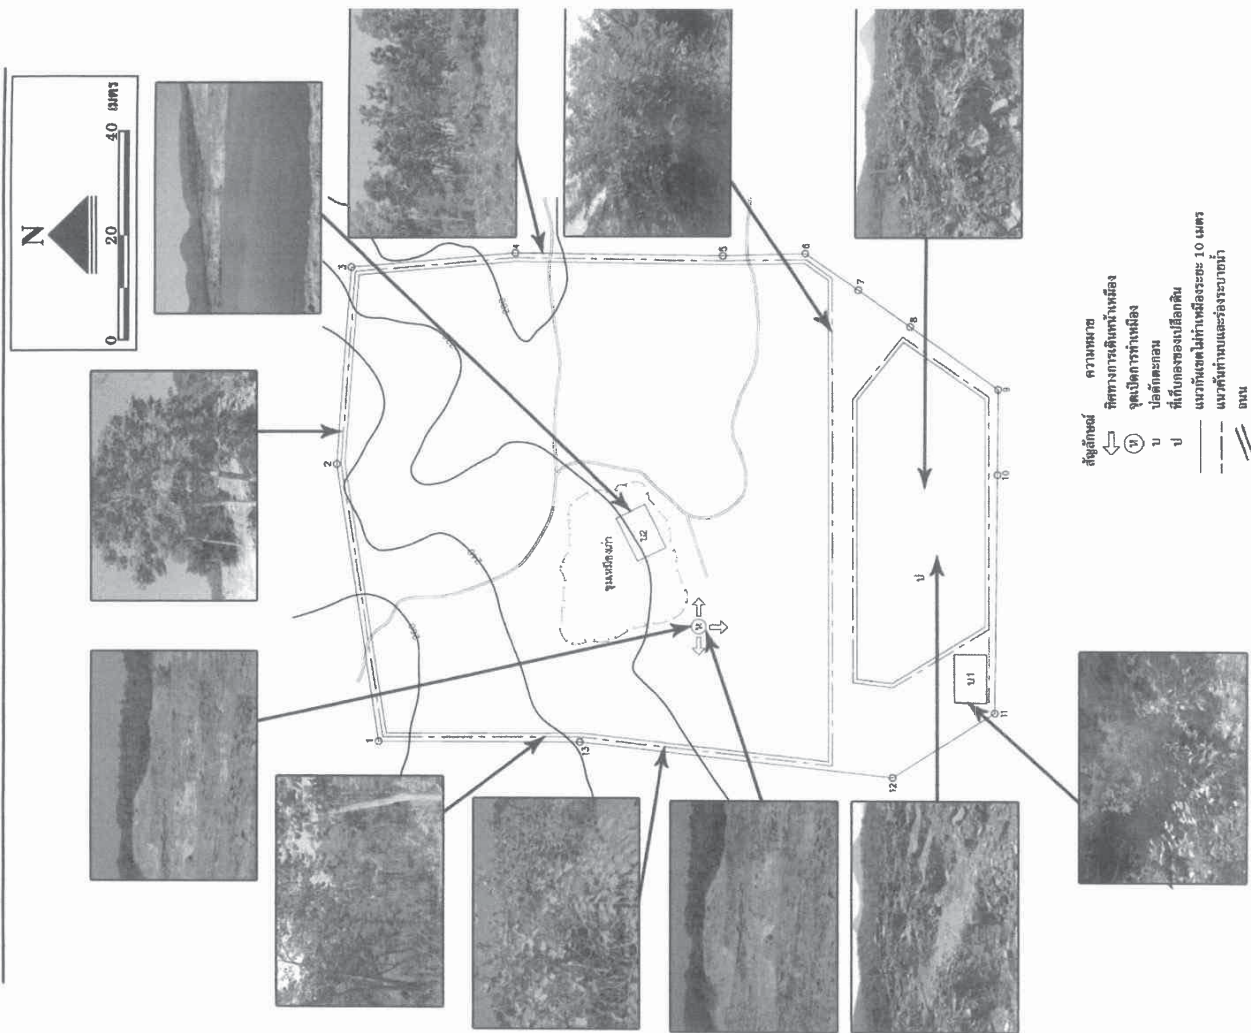 N
0 20 40 เมตร
1
2
3
4
5
6
7
8
9
10
11
12
13
ขุมเหมืองเก่า
บ2
ห
ป
บ1
สัญลักษณ์ ความหมาย
ทิศทางการเดินหน้าเหมือง
ห จุดเปิดการทำเหมือง
บ บ่อดักตะกอน
ป ที่เก็บกองของเปลือกดิน
แนวกันเขตไม่ทำเหมืองระยะ 10 เมตร
แนวคันทำนบและร่องระบายน้ำ
ถนน